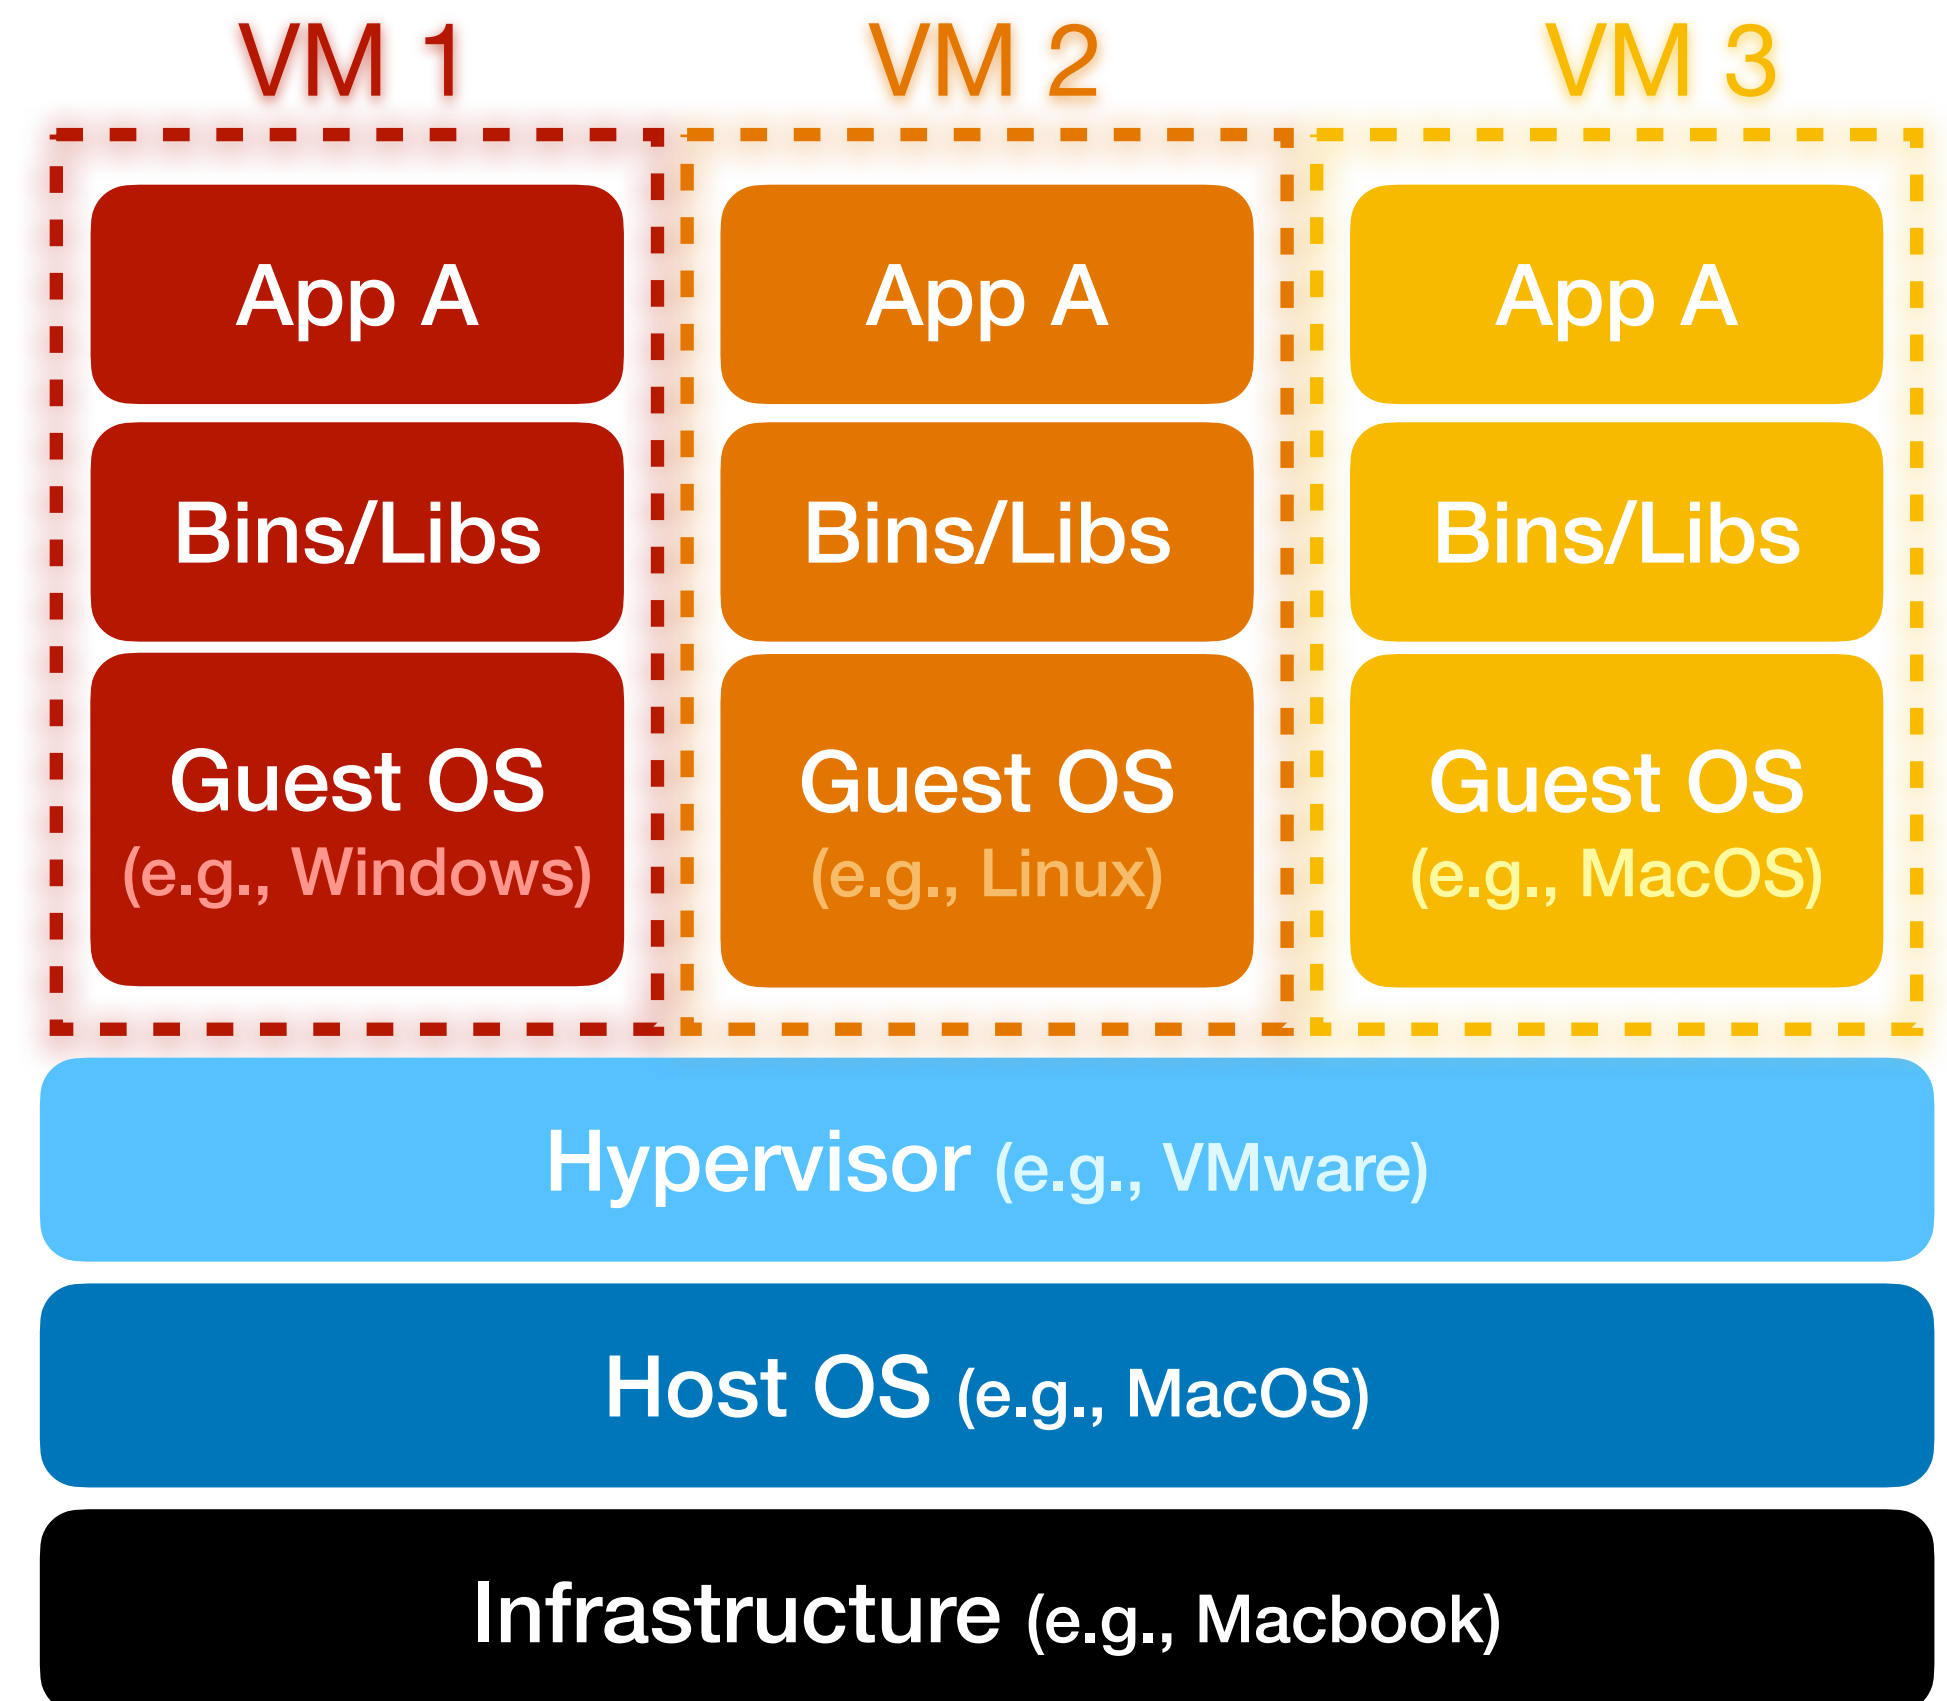 VM 1
VM 2
VM 3
App A
App A
App A
Bins/Libs
Bins/Libs
Bins/Libs
Guest OS
(e.g., Windows)
Guest OS
(e.g., Linux)
Guest OS
(e.g., MacOS)
Hypervisor (e.g., VMware)
Host OS (e.g., MacOS)
Infrastructure (e.g., Macbook)